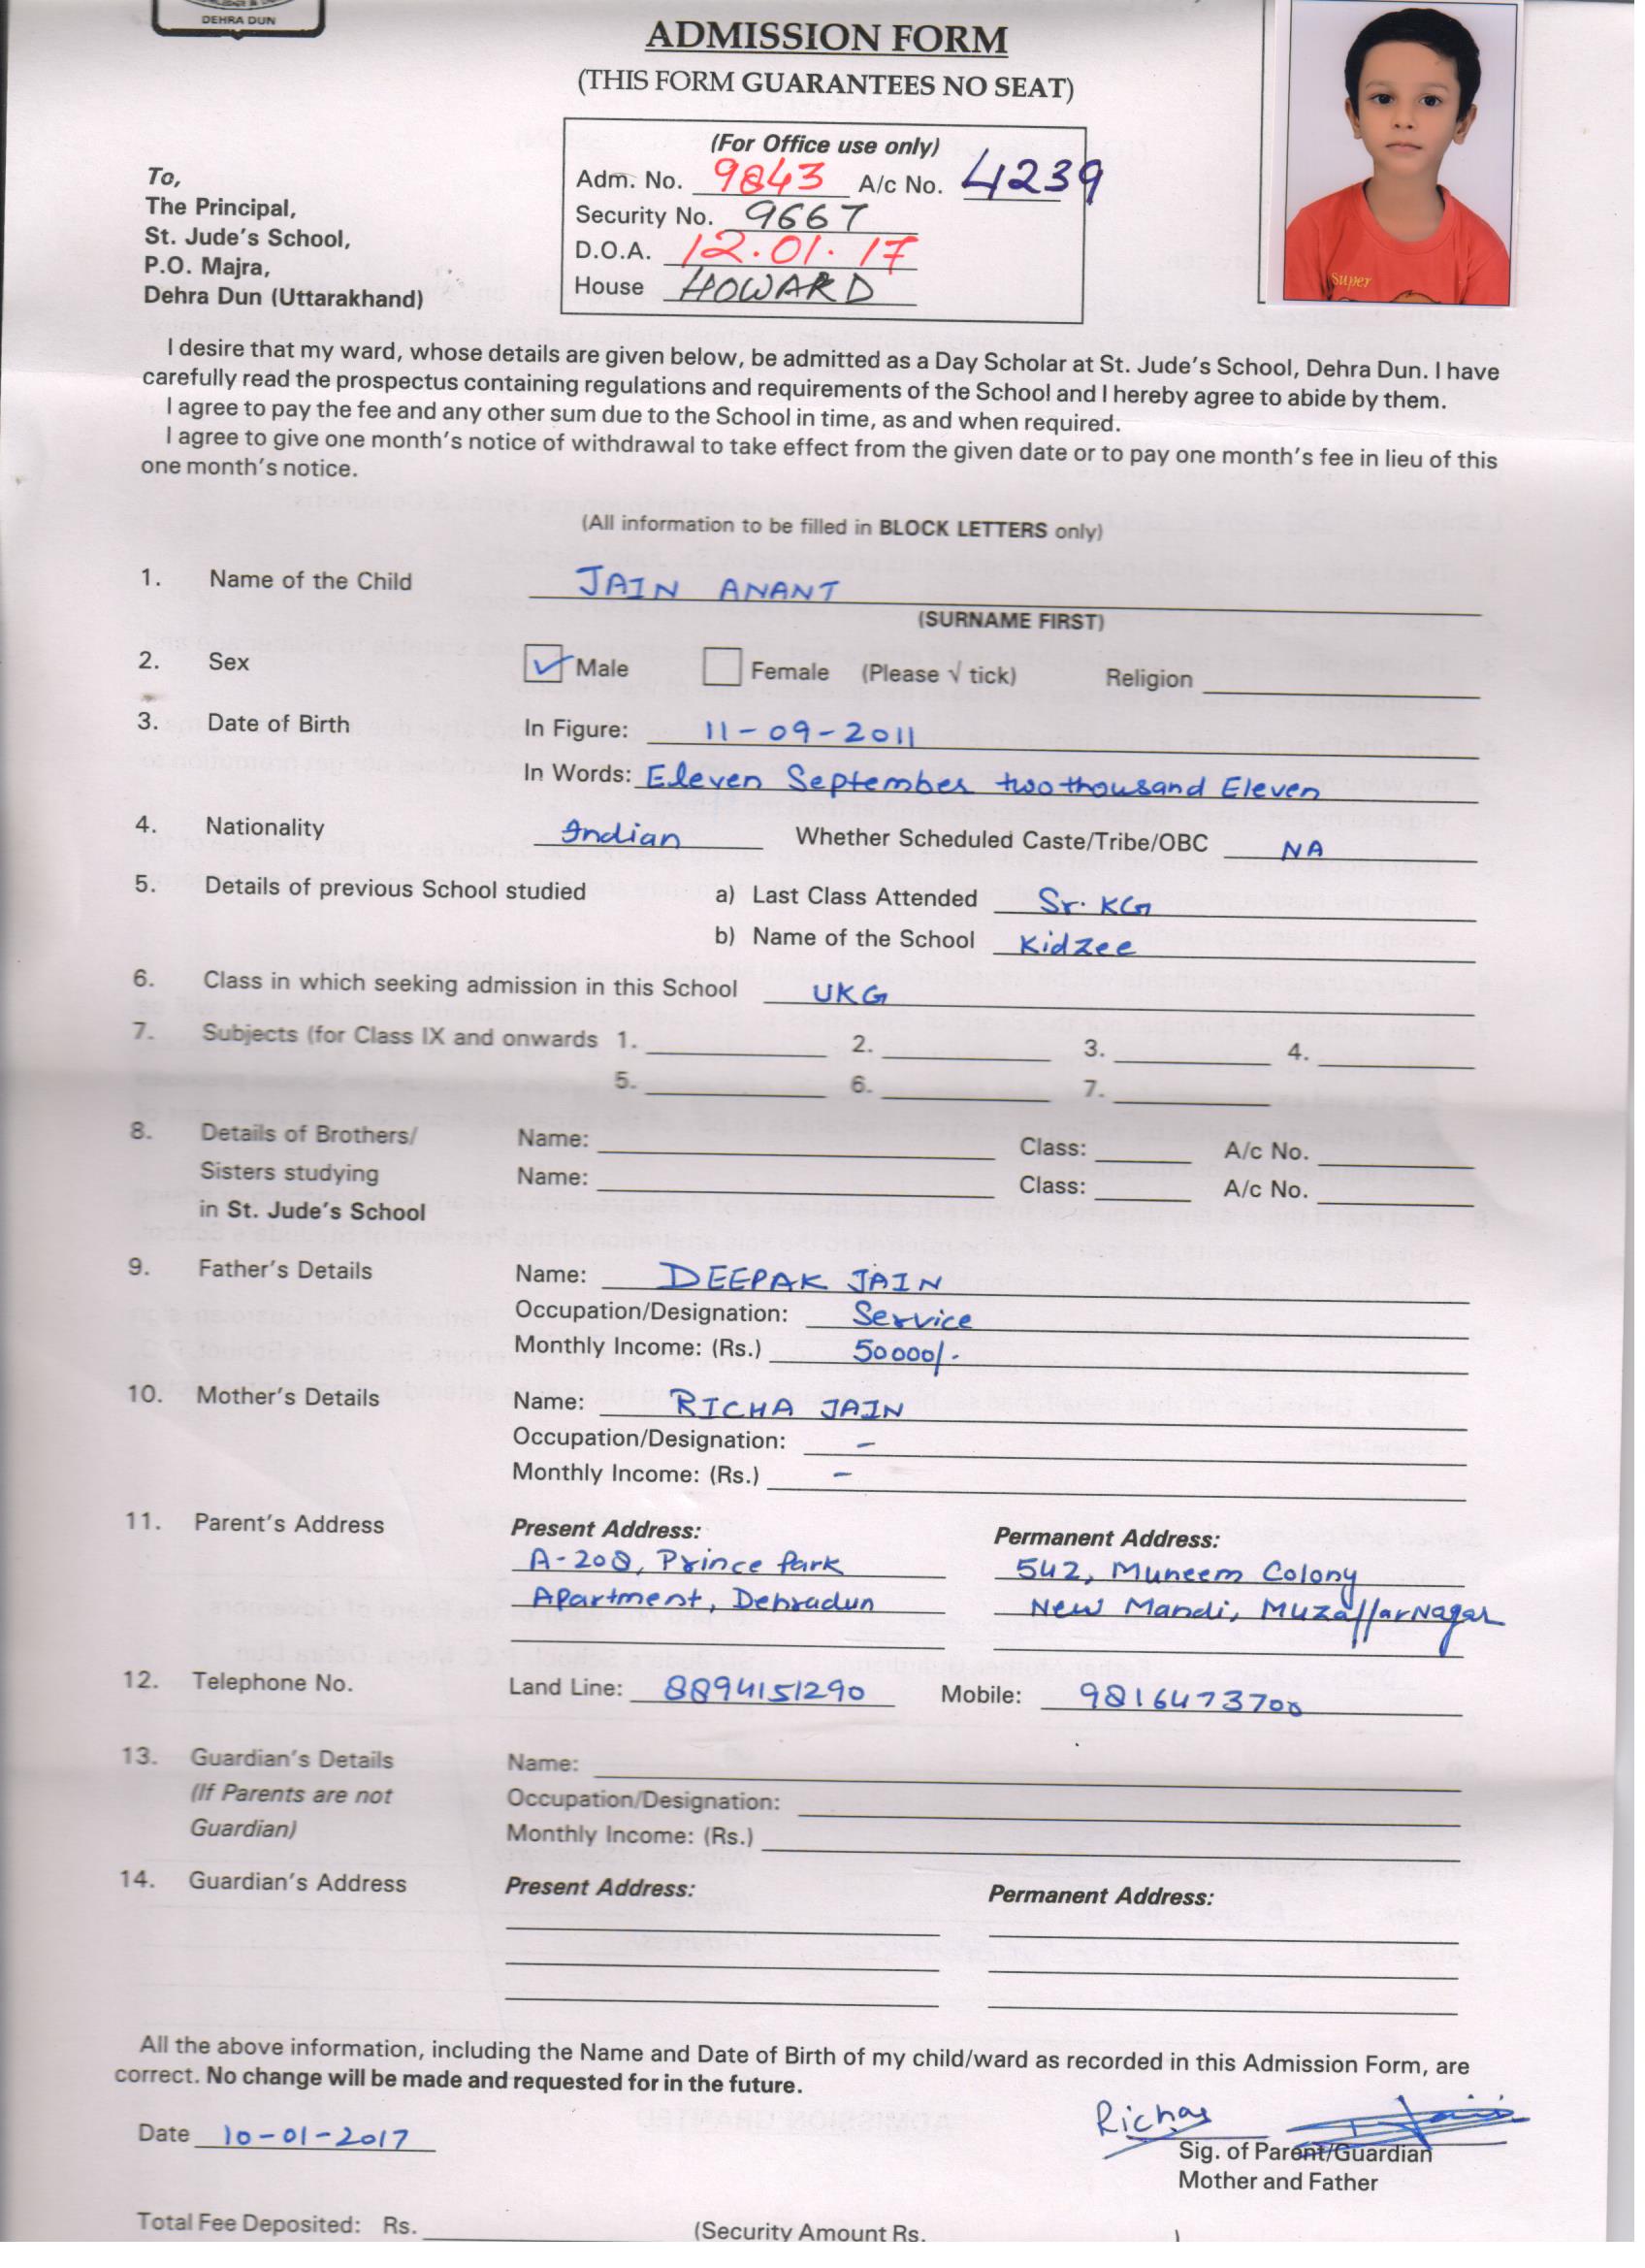 DEHRA DUN
ADMISSION FORM
(THIS FORM GUARANTEES NO SEAT)
(For Office use only)
Adm. No. 9843 A/c No. 4239
Security No. 9667
D.O.A. 12.01.17
House HOWARD
To,
The Principal,
St. Jude's School,
P.O. Majra,
Dehra Dun (Uttarakhand)
Super
I desire that my ward, whose details are given below, be admitted as a Day Scholar at St. Jude's School, Dehra Dun. I have
carefully read the prospectus containing regulations and requirements of the School and I hereby agree to abide by them.
I agree to pay the fee and any other sum due to the School in time, as and when required.
I agree to give one month's notice of withdrawal to take effect from the given date or to pay one month's fee in lieu of this
one month's notice.
(All information to be filled in BLOCK LETTERS only)
1. Name of the Child JAIN ANANT
(SURNAME FIRST)
2. Sex ✓ Male Female (Please √ tick) Religion
3. Date of Birth In Figure: 11-09-2011
In Words: Eleven September two thousand Eleven
4. Nationality Indian Whether Scheduled Caste/Tribe/OBC NA
5. Details of previous School studied a) Last Class Attended Sr. KG
b) Name of the School Kidzee
6. Class in which seeking admission in this School UKG
7. Subjects (for Class IX and onwards 1. 2. 3. 4.
5. 6. 7.
8. Details of Brothers/ Name: Class: A/c No.
Sisters studying Name: Class: A/c No.
in St. Jude's School
9. Father's Details Name: DEEPAK JAIN
Occupation/Designation: Service
Monthly Income: (Rs.) 50000/-
10. Mother's Details Name: RICHA JAIN
Occupation/Designation: -
Monthly Income: (Rs.) -
11. Parent's Address Present Address: Permanent Address:
A-208, Prince Park 542, Muneem Colony
Apartment, Dehradun New Mandi, MuzaffarNagar
12. Telephone No. Land Line: 8894151290 Mobile: 9816473700
13. Guardian's Details Name:
(If Parents are not Occupation/Designation:
Guardian) Monthly Income: (Rs.)
14. Guardian's Address Present Address: Permanent Address:
All the above information, including the Name and Date of Birth of my child/ward as recorded in this Admission Form, are
correct. No change will be made and requested for in the future.
Date 10-01-2017 Richa Jain
Sig. of Parent/Guardian
Mother and Father
Total Fee Deposited: Rs. (Security Amount Rs. )